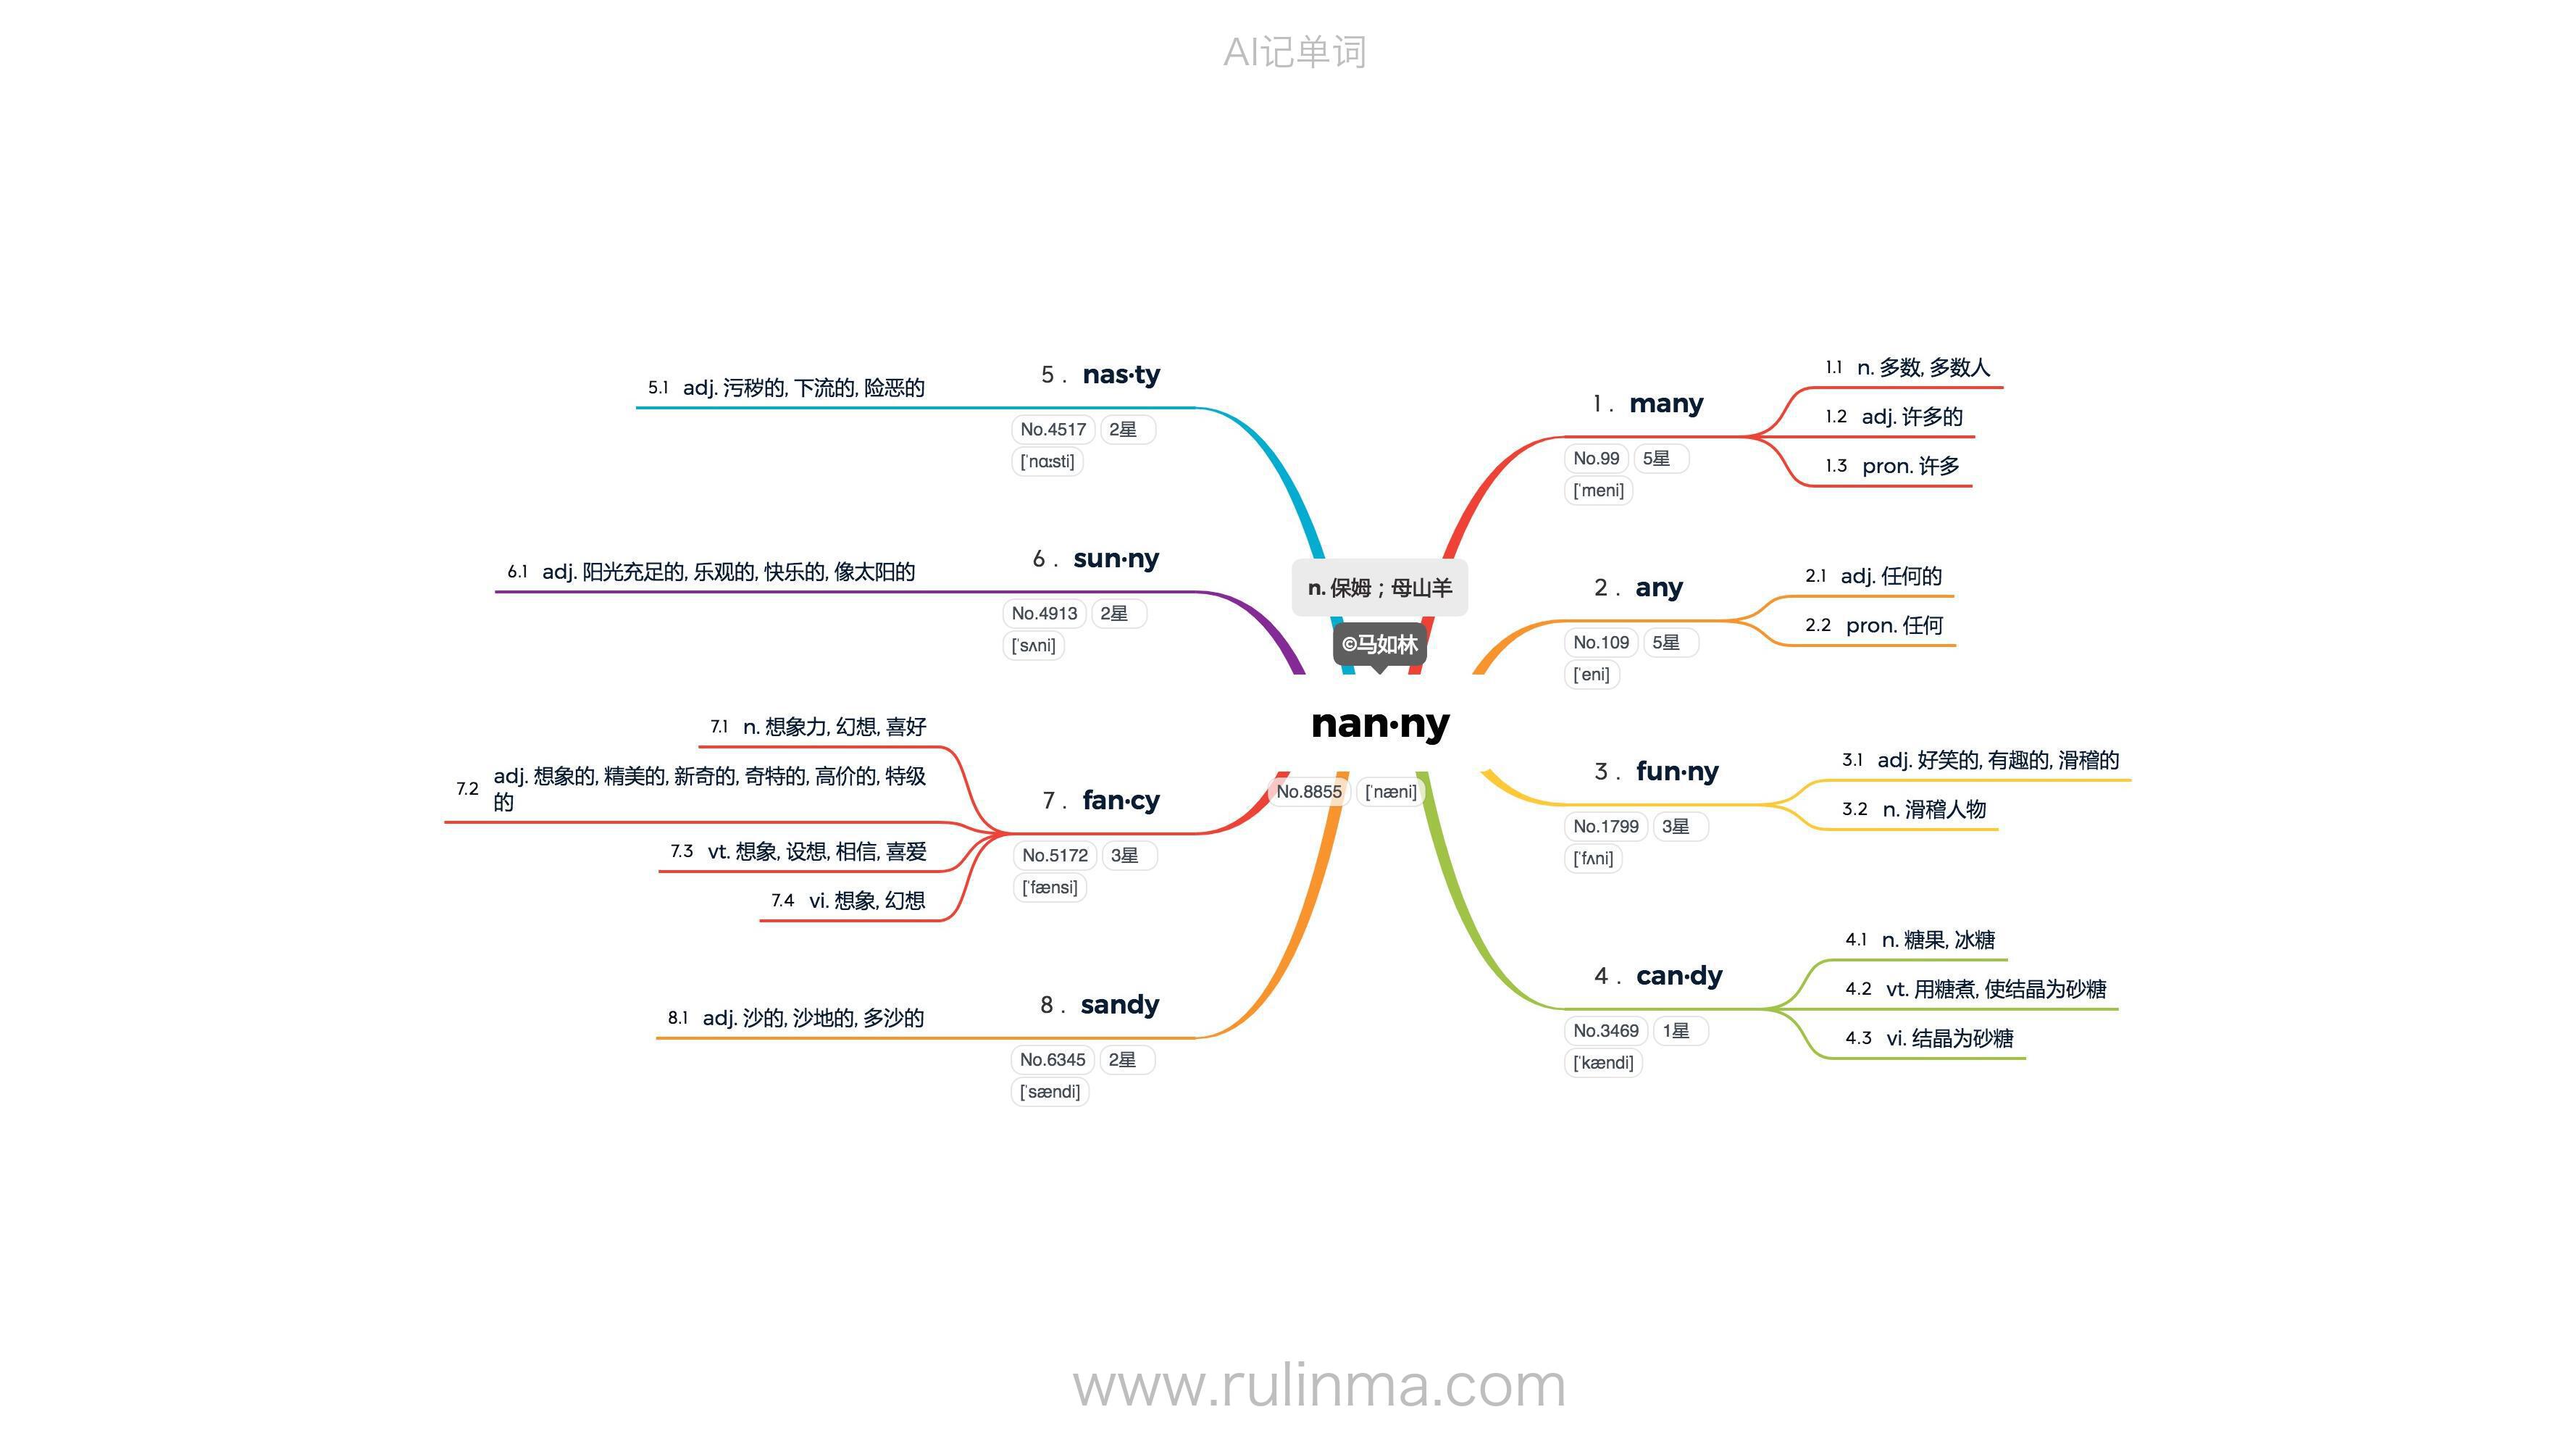 AI记单词
n. 保姆；母山羊
©马如林
nan·ny
No.8855 [ˈnæni]
1 . many
No.99 5星
[ˈmeni]
1.1 n. 多数, 多数人
1.2 adj. 许多的
1.3 pron. 许多
2 . any
No.109 5星
[ˈeni]
2.1 adj. 任何的
2.2 pron. 任何
3 . fun·ny
No.1799 3星
[ˈfʌni]
3.1 adj. 好笑的, 有趣的, 滑稽的
3.2 n. 滑稽人物
4 . can·dy
No.3469 1星
[ˈkændi]
4.1 n. 糖果, 冰糖
4.2 vt. 用糖煮, 使结晶为砂糖
4.3 vi. 结晶为砂糖
5 . nas·ty
No.4517 2星
[ˈnɑːsti]
5.1 adj. 污秽的, 下流的, 险恶的
6 . sun·ny
No.4913 2星
[ˈsʌni]
6.1 adj. 阳光充足的, 乐观的, 快乐的, 像太阳的
7 . fan·cy
No.5172 3星
[ˈfænsi]
7.1 n. 想象力, 幻想, 喜好
7.2 adj. 想象的, 精美的, 新奇的, 奇特的, 高价的, 特级
的
7.3 vt. 想象, 设想, 相信, 喜爱
7.4 vi. 想象, 幻想
8 . sandy
No.6345 2星
[ˈsændi]
8.1 adj. 沙的, 沙地的, 多沙的
www.rulinma.com